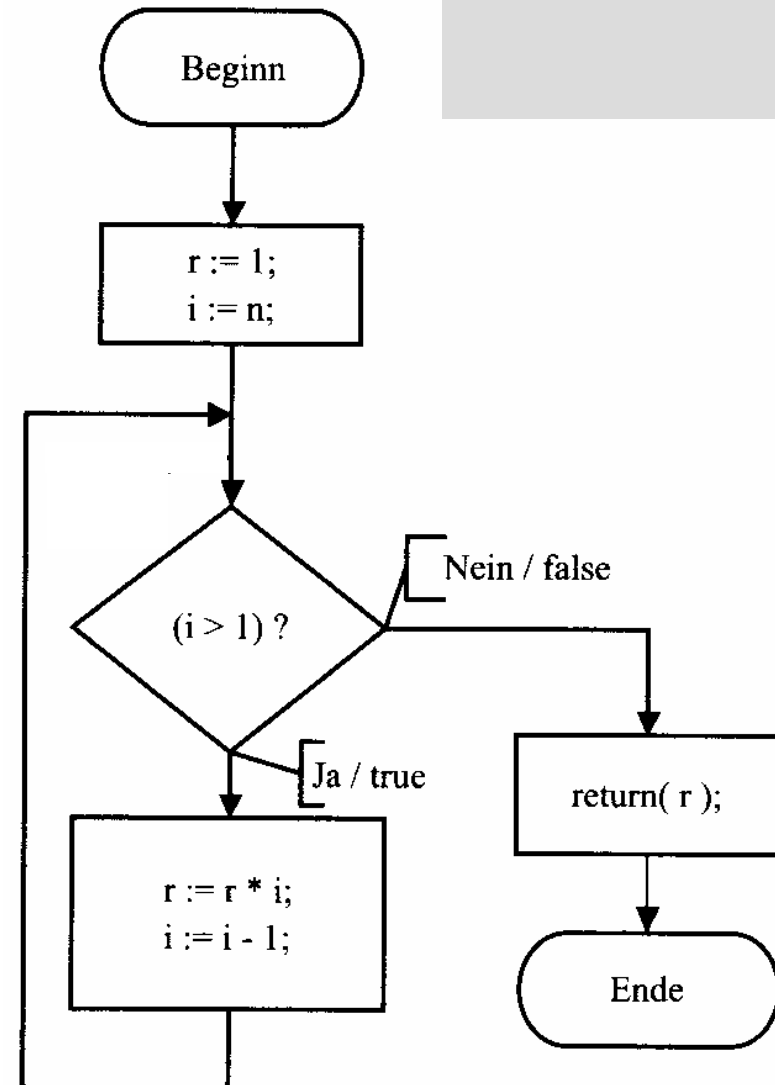 Beginn
r := 1;
i := n;
(i > 1) ?
Nein / false
Ja / true
return( r );
r := r * i;
i := i - 1;
Ende